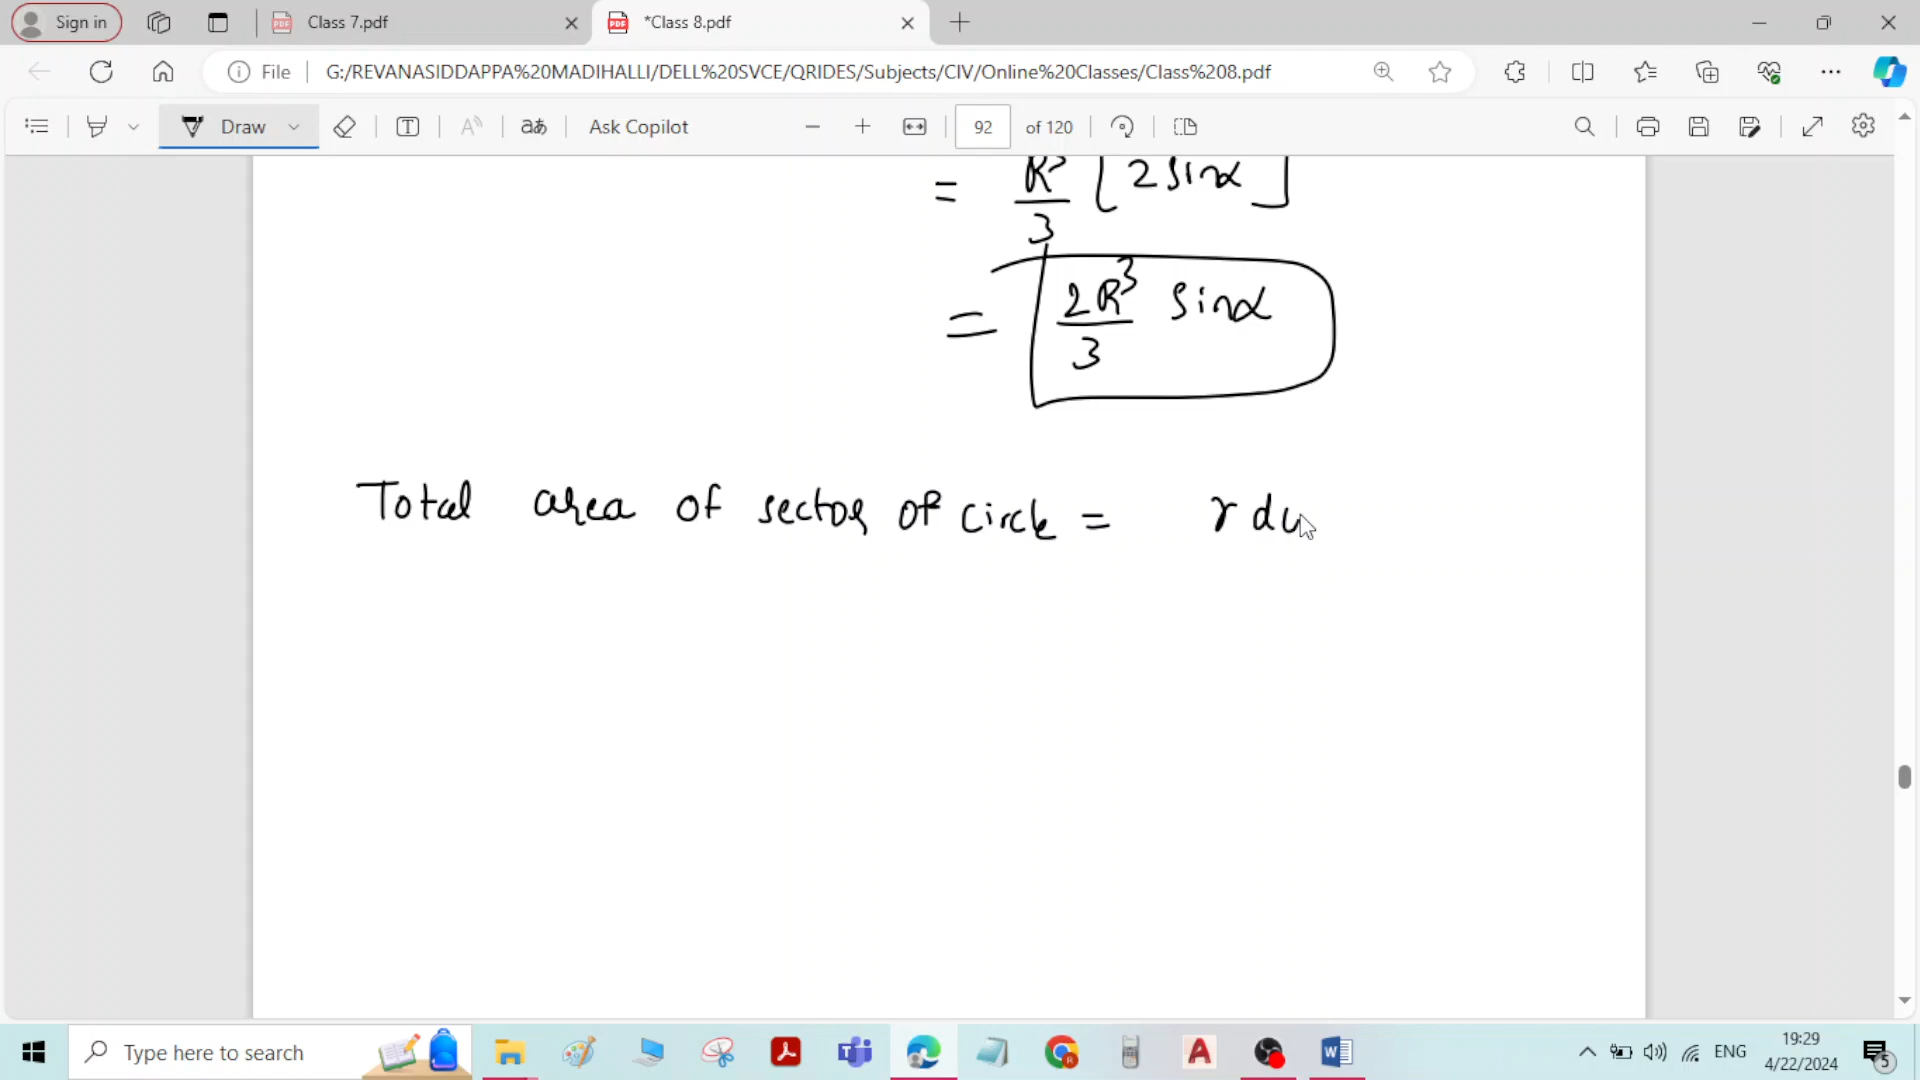 Sign in
Class 7.pdf
*Class 8.pdf
File
G:/REVANASIDDAPPA%20MADIHALLI/DELL%20SVCE/QRIDES/Subjects/CIV/Online%20Classes/Class%208.pdf
Draw
Ask Copilot
92 of 120
= R³/3 [2 Sinα]
= 2R³/3 Sinα
Total area of sector of circle = r d
Type here to search
ENG
19:29
4/22/2024
5